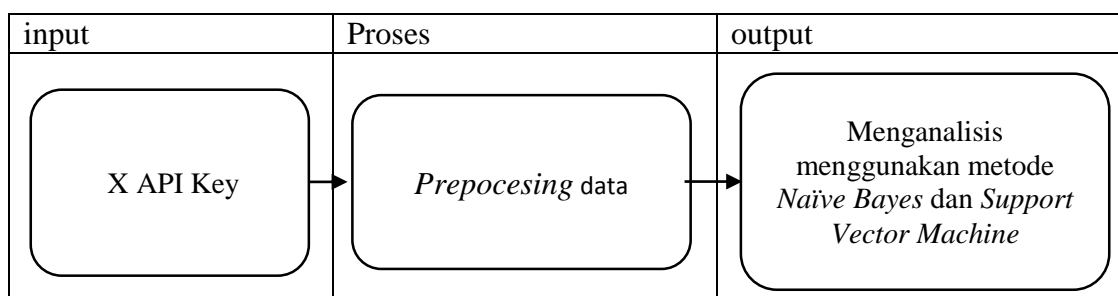 input
Proses
output
X API Key
Prepocesing data
Menganalisis
menggunakan metode
Naïve Bayes dan Support
Vector Machine